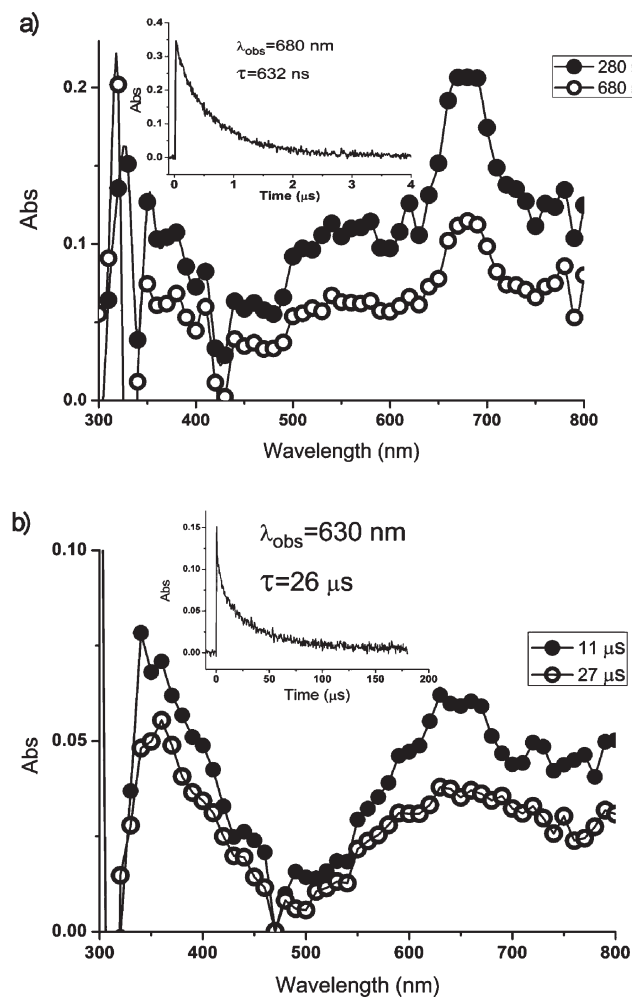 a)
λobs=680 nm
τ=632 ns
Abs
0.4
0.3
0.2
0.1
0.0
0 1 2 3 4
Time (μs)
280
680
Abs
0.2
0.1
0.0
300 400 500 600 700 800
Wavelength (nm)
b)
λobs=630 nm
τ=26 μs
Abs
0.15
0.10
0.05
0.00
0 50 100 150 200
Time (μs)
11 μS
27 μS
Abs
0.10
0.05
0.00
300 400 500 600 700 800
Wavelength (nm)